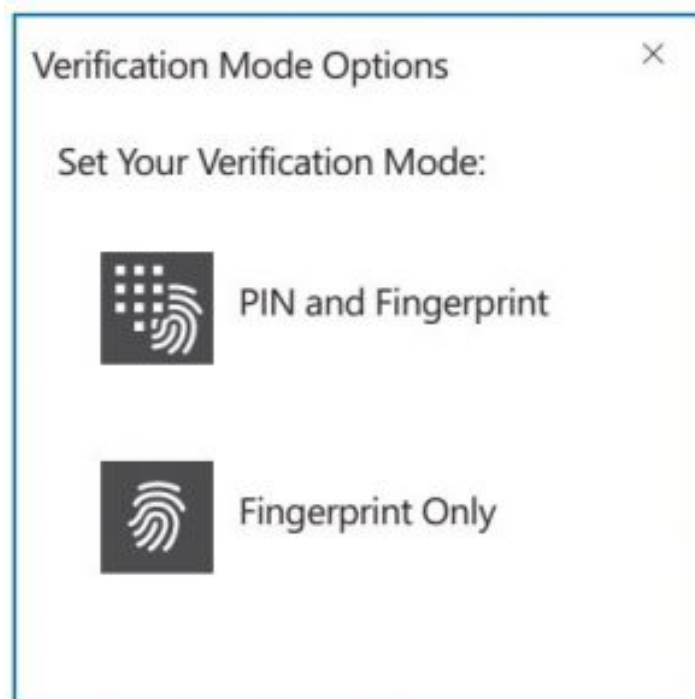 Verification Mode Options
Set Your Verification Mode:
PIN and Fingerprint
Fingerprint Only